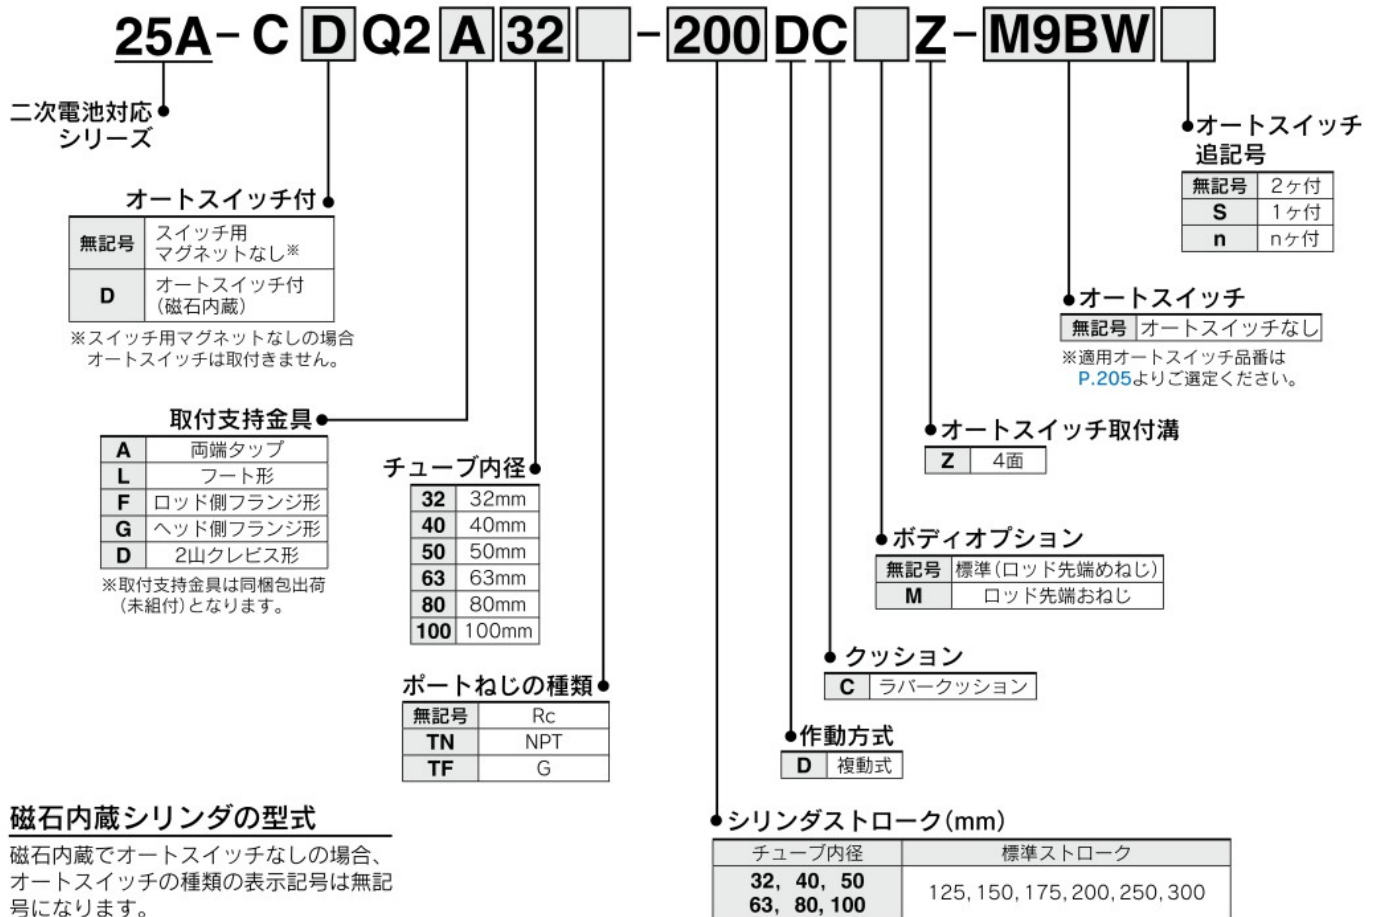 25A-CDQ2A32□-200DC□Z-M9BW□
二次電池対応
シリーズ
オートスイッチ付
無記号 スイッチ用
マグネットなし※
D オートスイッチ付
(磁石内蔵)
※スイッチ用マグネットなしの場合
オートスイッチは取付きません。
取付支持金具
A 両端タップ
L フート形
F ロッド側フランジ形
G ヘッド側フランジ形
D 2山クレビス形
※取付支持金具は同梱包出荷
(未組付)となります。
チューブ内径
32 32mm
40 40mm
50 50mm
63 63mm
80 80mm
100 100mm
ポートねじの種類
無記号 Rc
TN NPT
TF G
磁石内蔵シリンダの型式
磁石内蔵でオートスイッチなしの場合、
オートスイッチの種類の表示記号は無記
号になります。
シリンダストローク(mm)
チューブ内径 標準ストローク
32, 40, 50
63, 80, 100
125, 150, 175, 200, 250, 300
作動方式
D 複動式
クッション
C ラバークッション
ボディオプション
無記号 標準(ロッド先端めねじ)
M ロッド先端おねじ
オートスイッチ取付溝
Z 4面
オートスイッチ
無記号 オートスイッチなし
※適用オートスイッチ品番は
P.205よりご選定ください。
オートスイッチ
追記号
無記号 2ヶ付
S 1ヶ付
n nヶ付